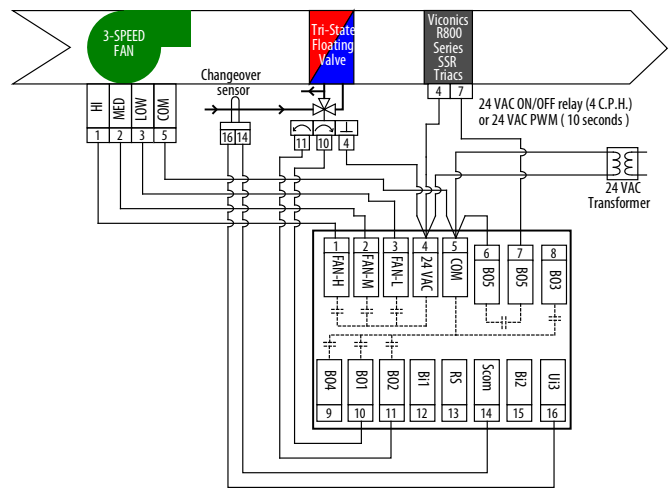 3-SPEED
FAN
Tri-State
Floating
Valve
Viconics
R800
Series
SSR
Triacs
Changeover
sensor
HI
MED
LOW
COM
1
2
3
5
16
14
11
10
4
4
7
24 VAC ON/OFF relay (4 C.P.H.)
or 24 VAC PWM ( 10 seconds )
24 VAC
Transformer
1
2
3
4
5
6
7
8
FAN-H
FAN-M
FAN-L
24 VAC
COM
BO5
BO5
BO3
BO4
BO1
BO2
Bi1
RS
Scom
Bi2
Ui3
9
10
11
12
13
14
15
16